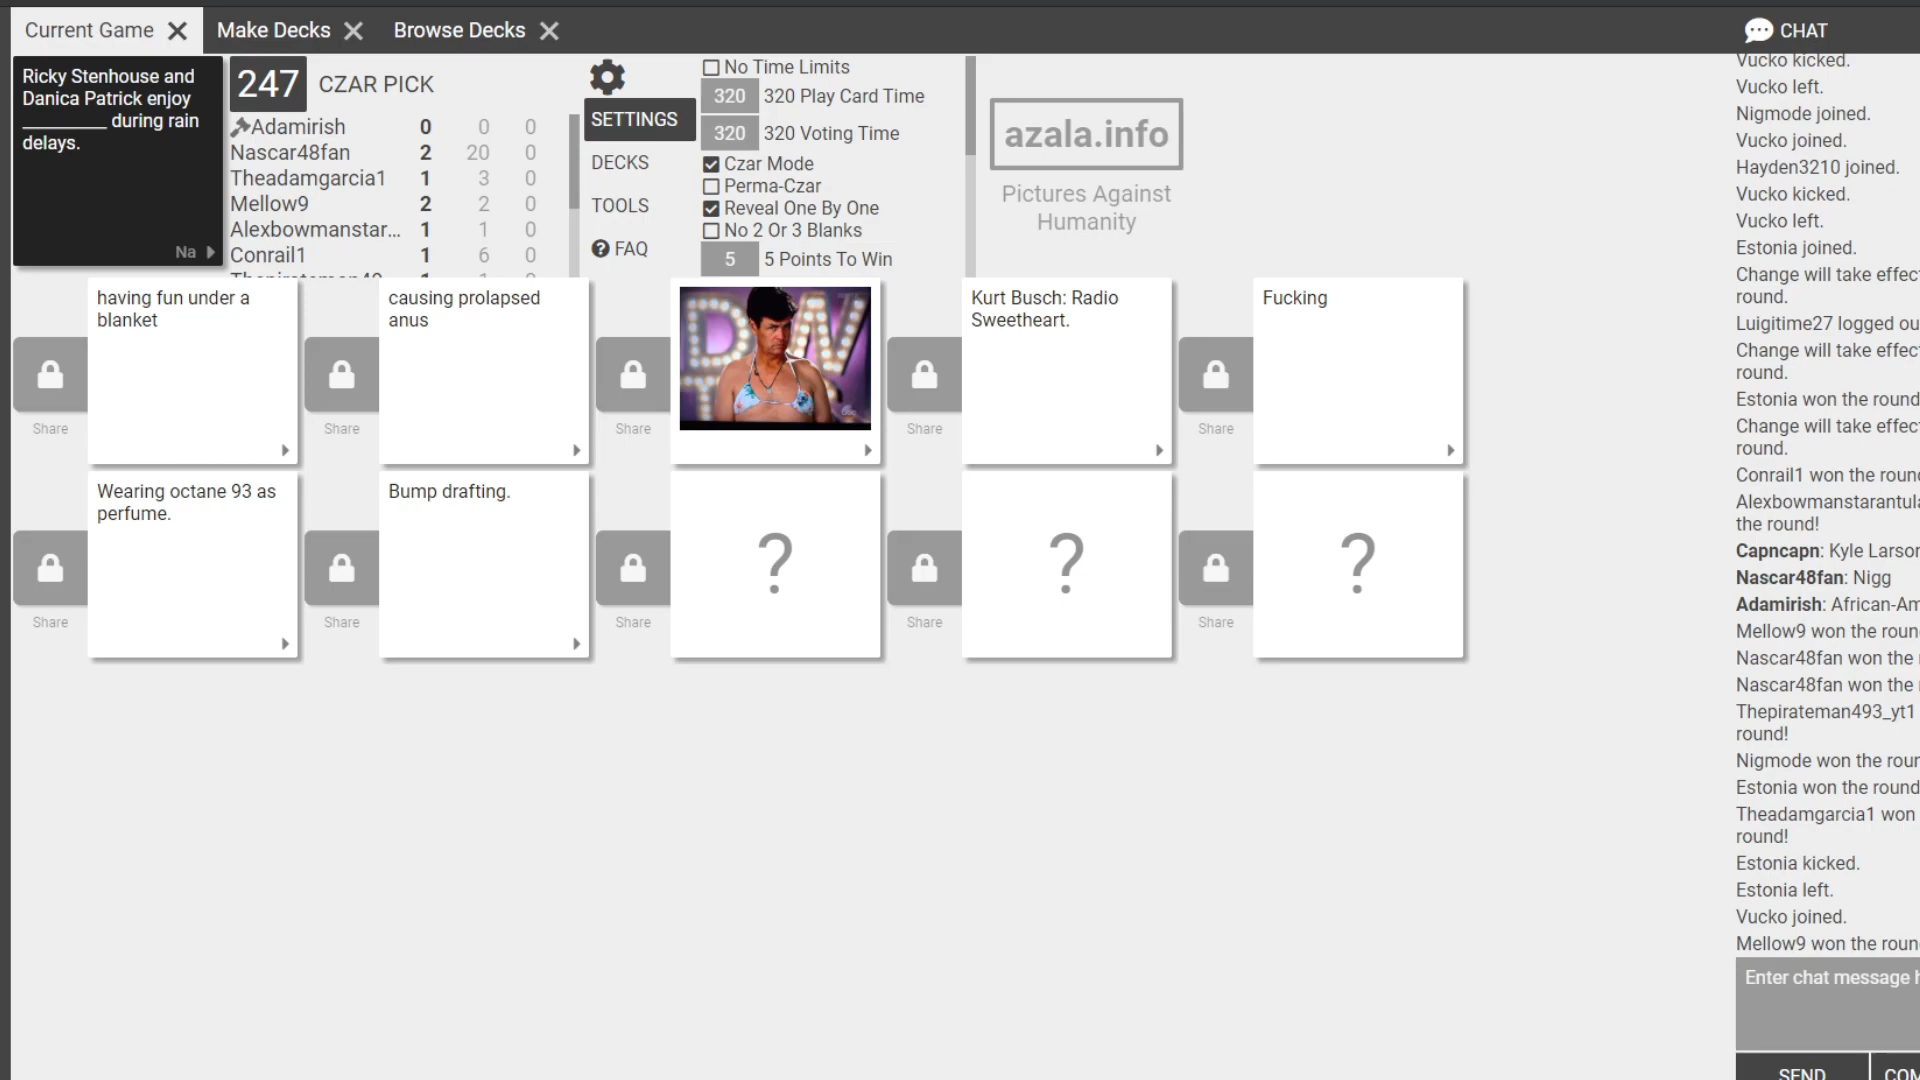 Current Game
Make Decks
Browse Decks
CHAT
Ricky Stenhouse and
Danica Patrick enjoy
_________ during rain
delays.
Na
247 CZAR PICK
Adamirish 0 0 0
Nascar48fan 2 20 0
Theadamgarcia1 1 3 0
Mellow9 2 2 0
Alexbowmanstar... 1 1 0
Conrail1 1 6 0
SETTINGS
DECKS
TOOLS
FAQ
No Time Limits
320 320 Play Card Time
320 320 Voting Time
Czar Mode
Perma-Czar
Reveal One By One
No 2 Or 3 Blanks
5 5 Points To Win
azala.info
Pictures Against
Humanity
having fun under a
blanket
Share
causing prolapsed
anus
Share
abc
Share
Kurt Busch: Radio
Sweetheart.
Share
Fucking
Share
Wearing octane 93 as
perfume.
Share
Bump drafting.
Share
?
Share
?
Share
?
Share
Vucko kicked.
Vucko left.
Nigmode joined.
Vucko joined.
Hayden3210 joined.
Vucko kicked.
Vucko left.
Estonia joined.
Change will take effect
round.
Luigitime27 logged ou
Change will take effect
round.
Estonia won the round
Change will take effect
round.
Conrail1 won the round
Alexbowmanstarantula
the round!
Capncapn: Kyle Larson
Nascar48fan: Nigg
Adamirish: African-Am
Mellow9 won the roun
Nascar48fan won the
Nascar48fan won the
Thepirateman493_yt1
round!
Nigmode won the roun
Estonia won the round
Theadamgarcia1 won
round!
Estonia kicked.
Estonia left.
Vucko joined.
Mellow9 won the roun
Enter chat message h
SEND
COM